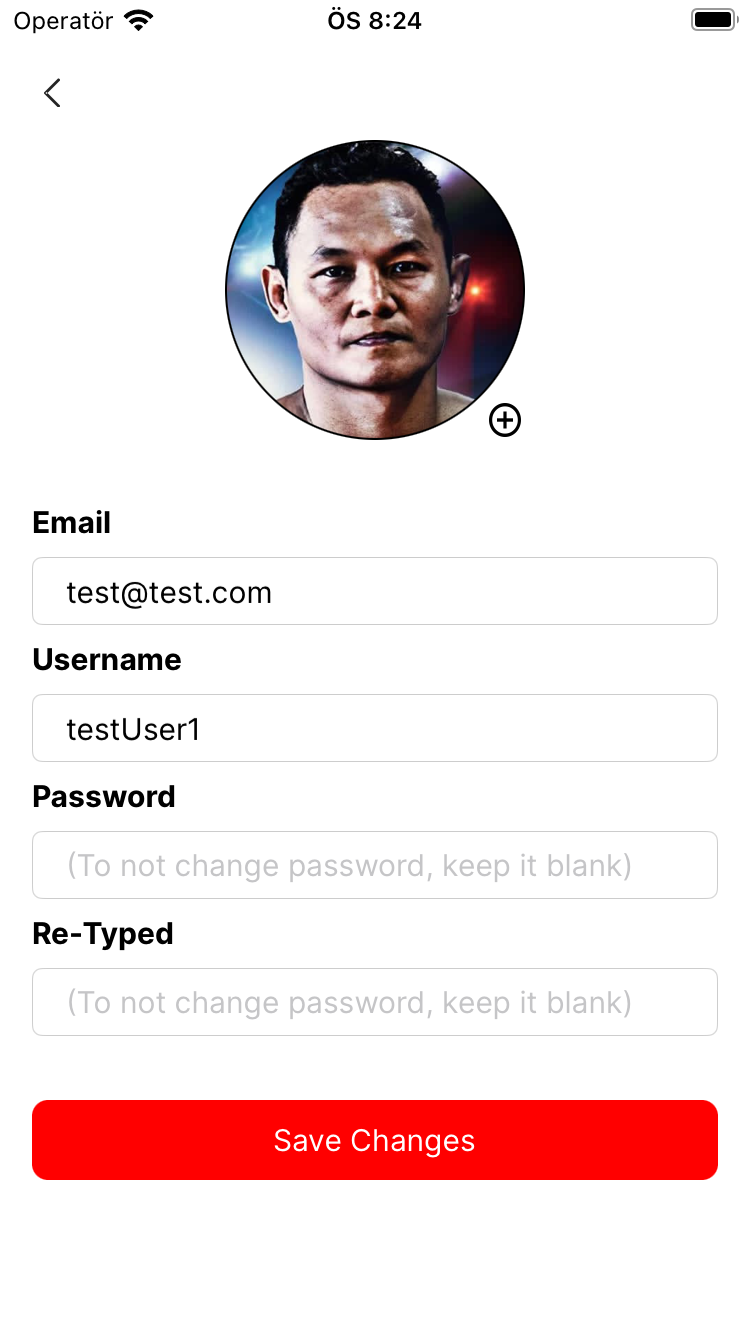 Operatör ÖS 8:24
Email
test@test.com
Username
testUser1
Password
(To not change password, keep it blank)
Re-Typed
(To not change password, keep it blank)
Save Changes